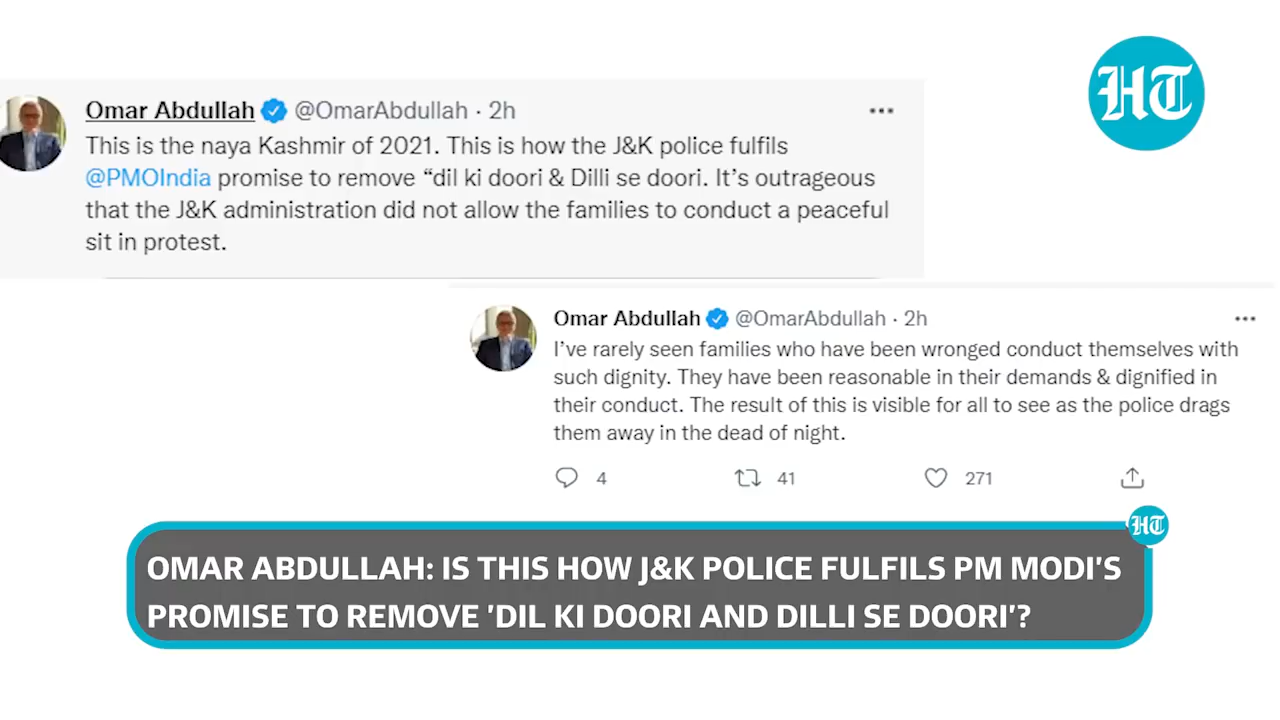 HT
Omar Abdullah @OmarAbdullah · 2h
This is the naya Kashmir of 2021. This is how the J&K police fulfils
@PMOIndia promise to remove “dil ki doori & Dilli se doori. It’s outrageous
that the J&K administration did not allow the families to conduct a peaceful
sit in protest.
Omar Abdullah @OmarAbdullah · 2h
I’ve rarely seen families who have been wronged conduct themselves with
such dignity. They have been reasonable in their demands & dignified in
their conduct. The result of this is visible for all to see as the police drags
them away in the dead of night.
4 41 271
HT
OMAR ABDULLAH: IS THIS HOW J&K POLICE FULFILS PM MODI'S
PROMISE TO REMOVE 'DIL KI DOORI AND DILLI SE DOORI'?